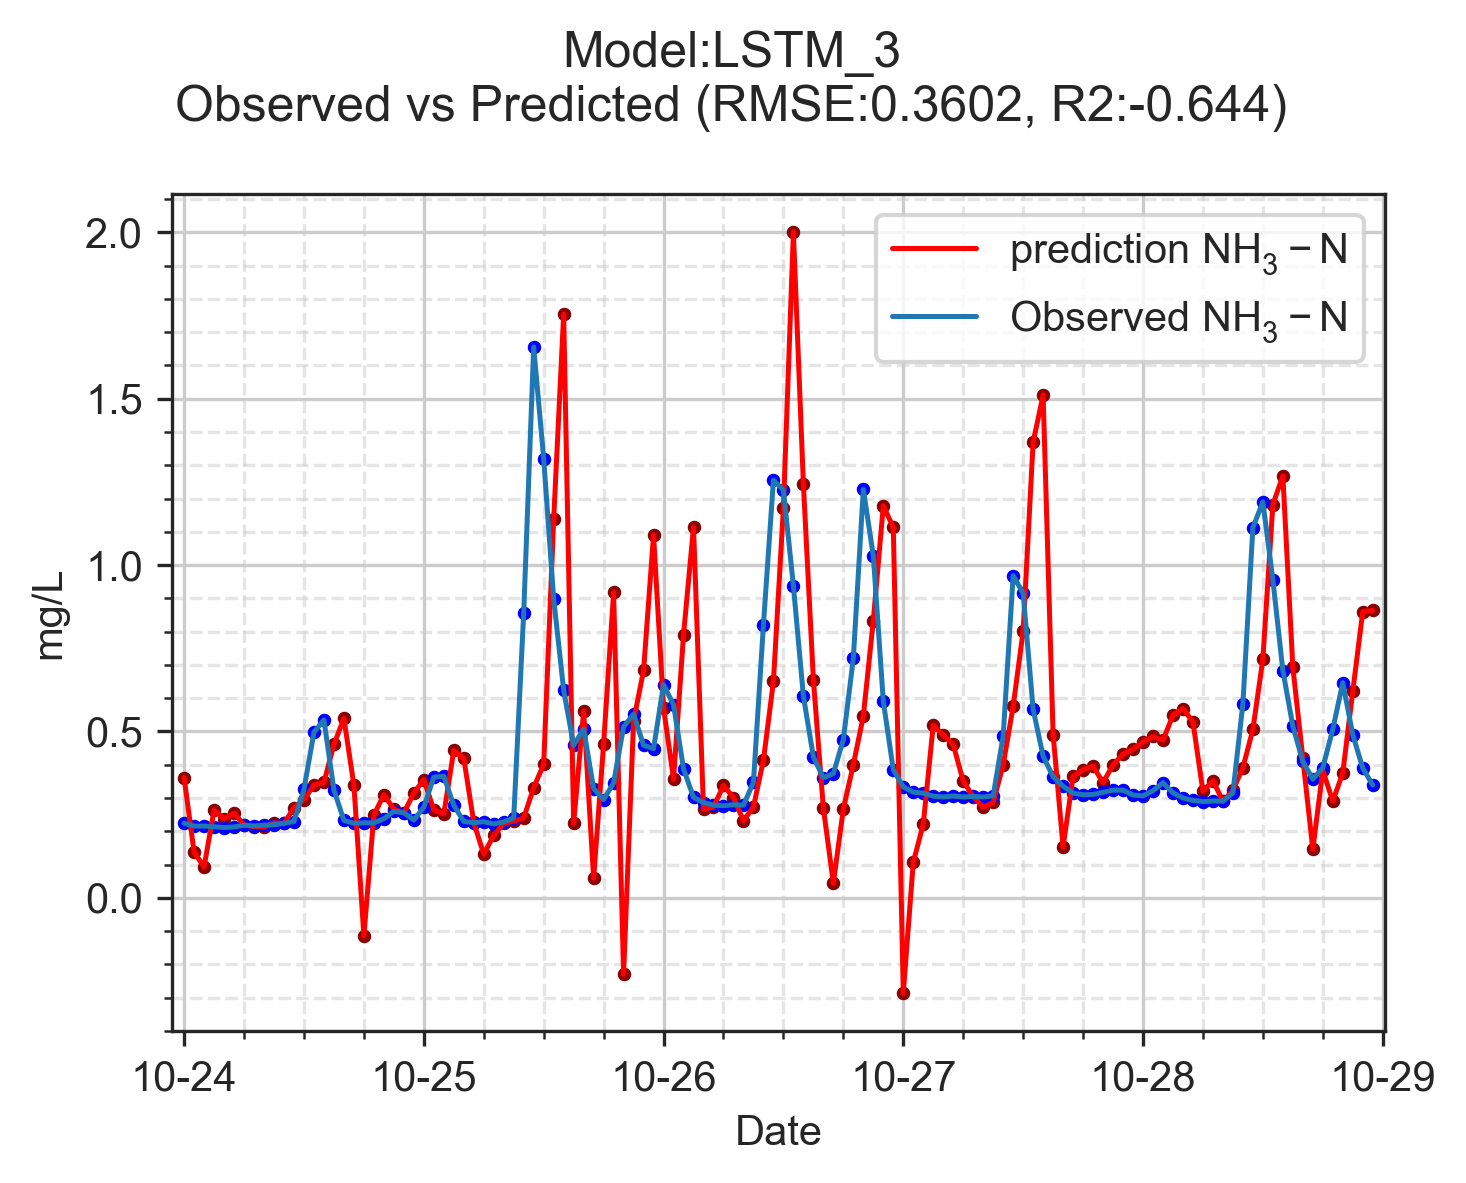 Model:LSTM_3
Observed vs Predicted (RMSE:0.3602, R2:-0.644)
prediction NH₃ − N
Observed NH₃ − N
2.0
1.5
1.0
0.5
0.0
mg/L
10-24 10-25 10-26 10-27 10-28 10-29
Date